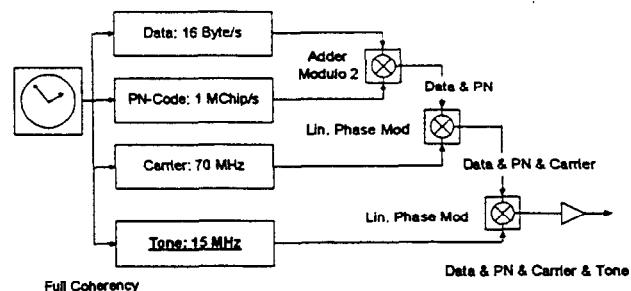 Data: 16 Byte/s
Adder
Modulo 2
Data & PN
PN-Code: 1 MChip/s
Lin. Phase Mod
Data & PN & Carrier
Carrier: 70 MHz
Lin. Phase Mod
Tone: 15 MHz
Data & PN & Carrier & Tone
Full Coherency